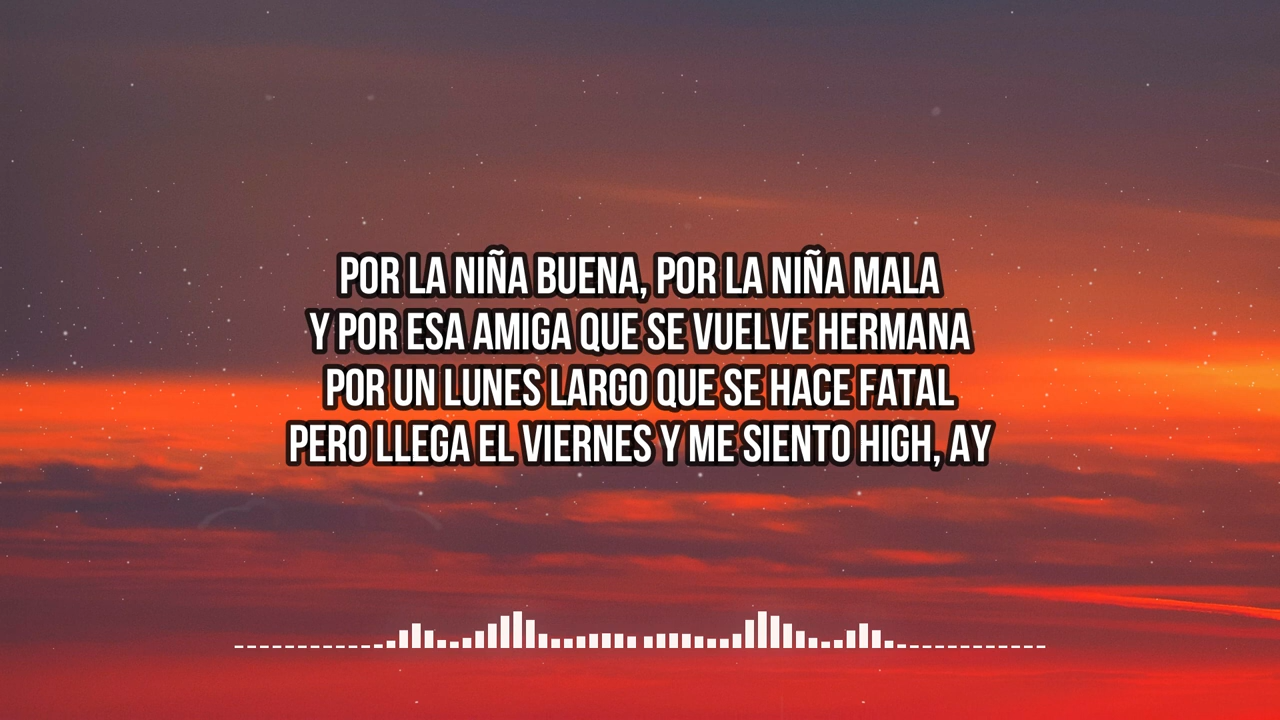 POR LA NIÑA BUENA, POR LA NIÑA MALA
Y POR ESA AMIGA QUE SE VUELVE HERMANA
POR UN LUNES LARGO QUE SE HACE FATAL
PERO LLEGA EL VIERNES Y ME SIENTO HIGH, AY